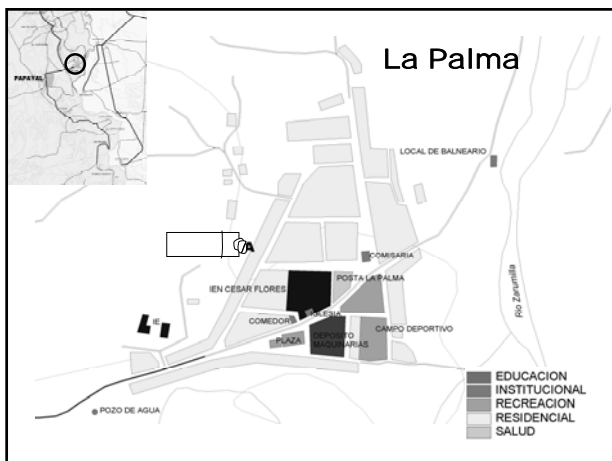 La Palma
PAPAYAL
LOCAL DE BALNEARIO
Rio Zarumilla
A
COMISARIA
IEN CESAR FLORES
POSTA LA PALMA
IE
COMEDOR
IGLESIA
PLAZA
DEPOSITO
MAQUINARIAS
CAMPO DEPORTIVO
POZO DE AGUA
EDUCACION
INSTITUCIONAL
RECREACION
RESIDENCIAL
SALUD